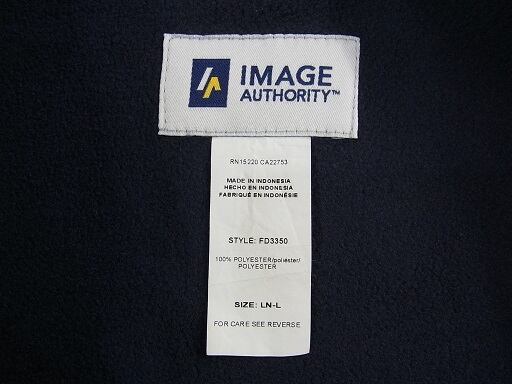 IMAGE
AUTHORITY™
RN15220 CA22753
MADE IN INDONESIA
HECHO EN INDONESIA
FABRIQUÉ EN INDONÉSIE
STYLE: FD3350
100% POLYESTER/poliéster/
POLYESTER
SIZE: LN-L
FOR CARE SEE REVERSE